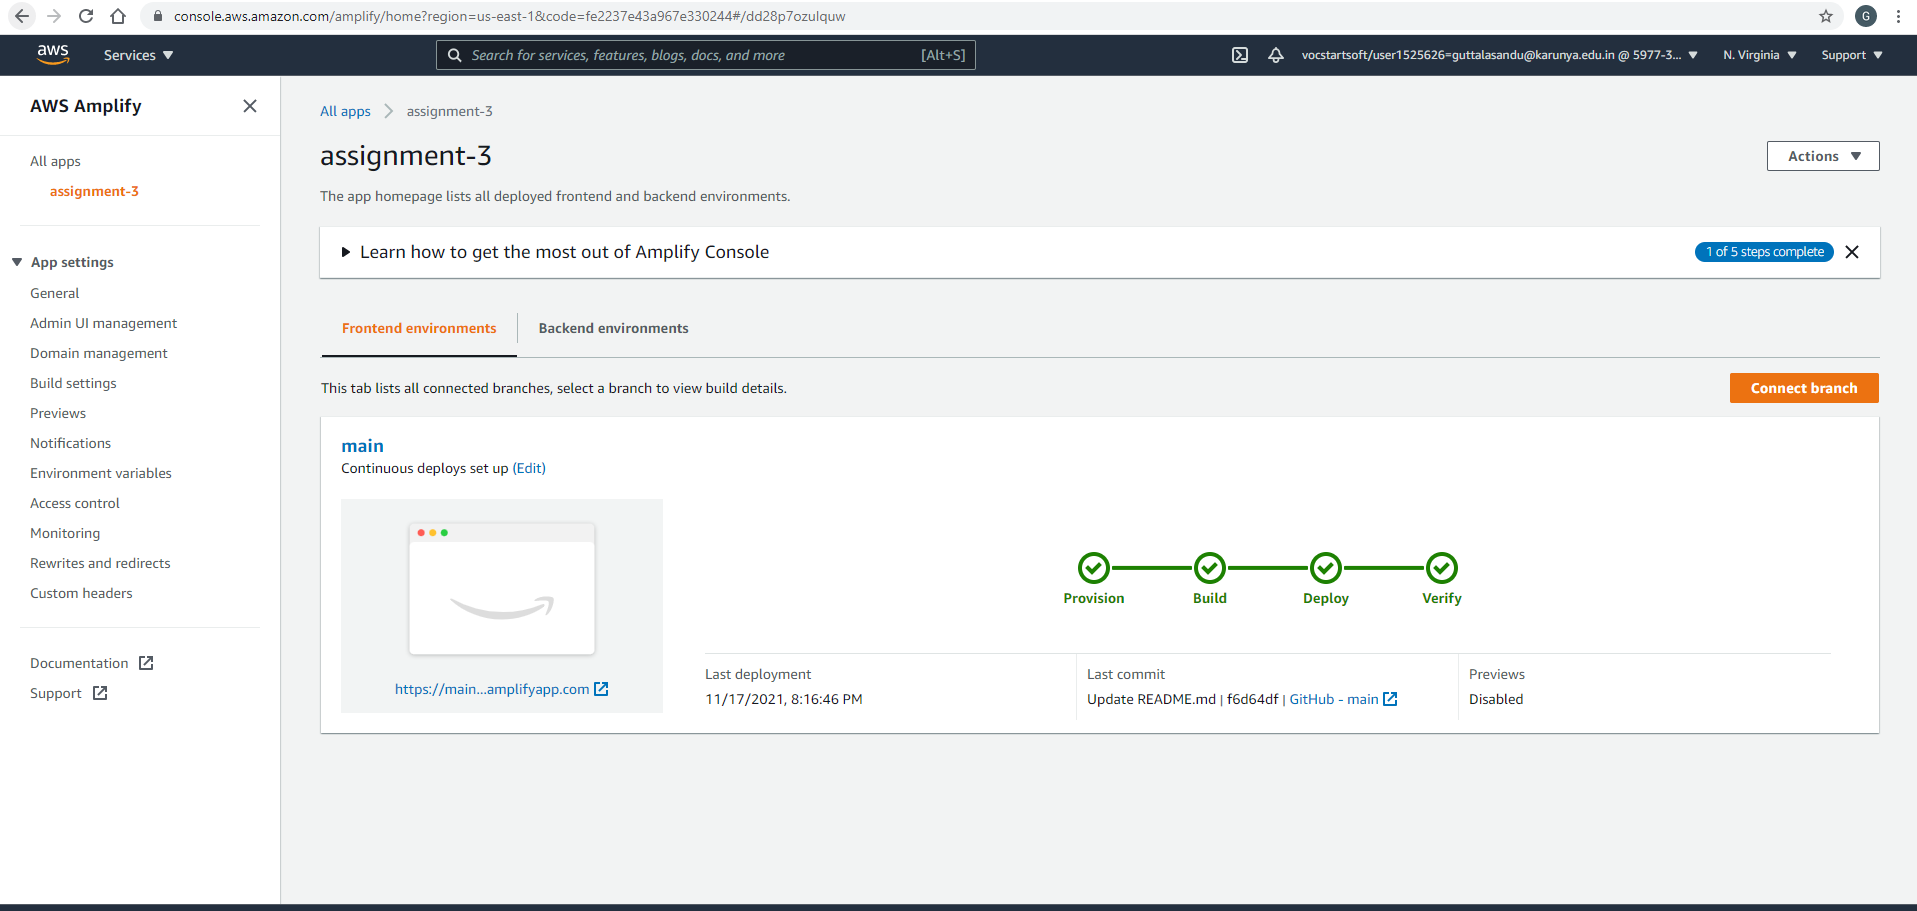 console.aws.amazon.com/amplify/home?region=us-east-1&code=fe2237e43a967e330244#/dd28p7ozulquw
G
aws
Services
Search for services, features, blogs, docs, and more
[Alt+S]
vocstartsoft/user1525626=guttalasandu@karunya.edu.in @ 5977-3...
N. Virginia
Support
AWS Amplify
All apps
assignment-3
App settings
General
Admin UI management
Domain management
Build settings
Previews
Notifications
Environment variables
Access control
Monitoring
Rewrites and redirects
Custom headers
Documentation
Support
All apps
assignment-3
assignment-3
Actions
The app homepage lists all deployed frontend and backend environments.
Learn how to get the most out of Amplify Console
1 of 5 steps complete
Frontend environments
Backend environments
This tab lists all connected branches, select a branch to view build details.
Connect branch
main
Continuous deploys set up (Edit)
https://main...amplifyapp.com
Provision
Build
Deploy
Verify
Last deployment
11/17/2021, 8:16:46 PM
Last commit
Update README.md | f6d64df | GitHub - main
Previews
Disabled